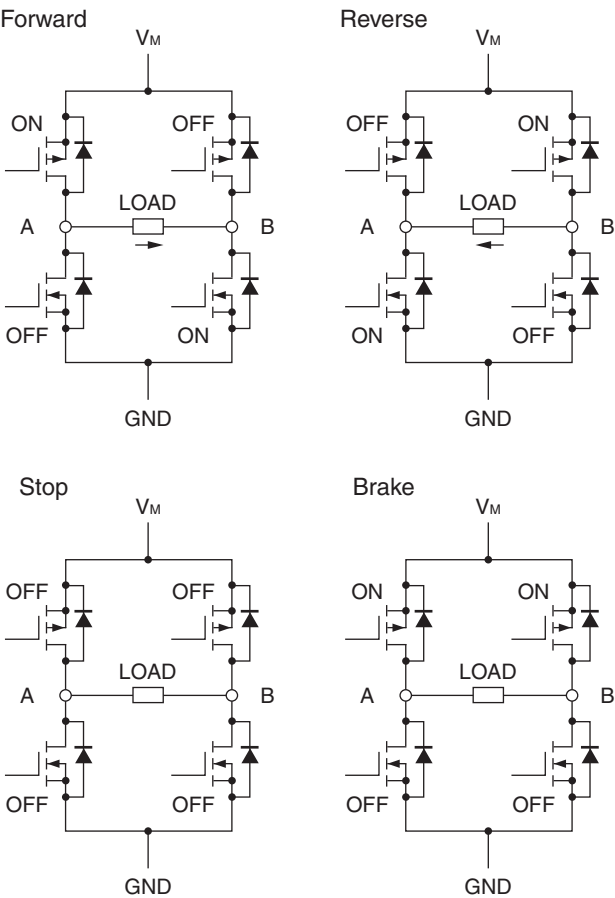 Forward
VM
ON
OFF
LOAD
A
B
OFF
ON
GND
Reverse
VM
OFF
ON
LOAD
A
B
ON
OFF
GND
Stop
VM
OFF
OFF
LOAD
A
B
OFF
OFF
GND
Brake
VM
ON
ON
LOAD
A
B
OFF
OFF
GND